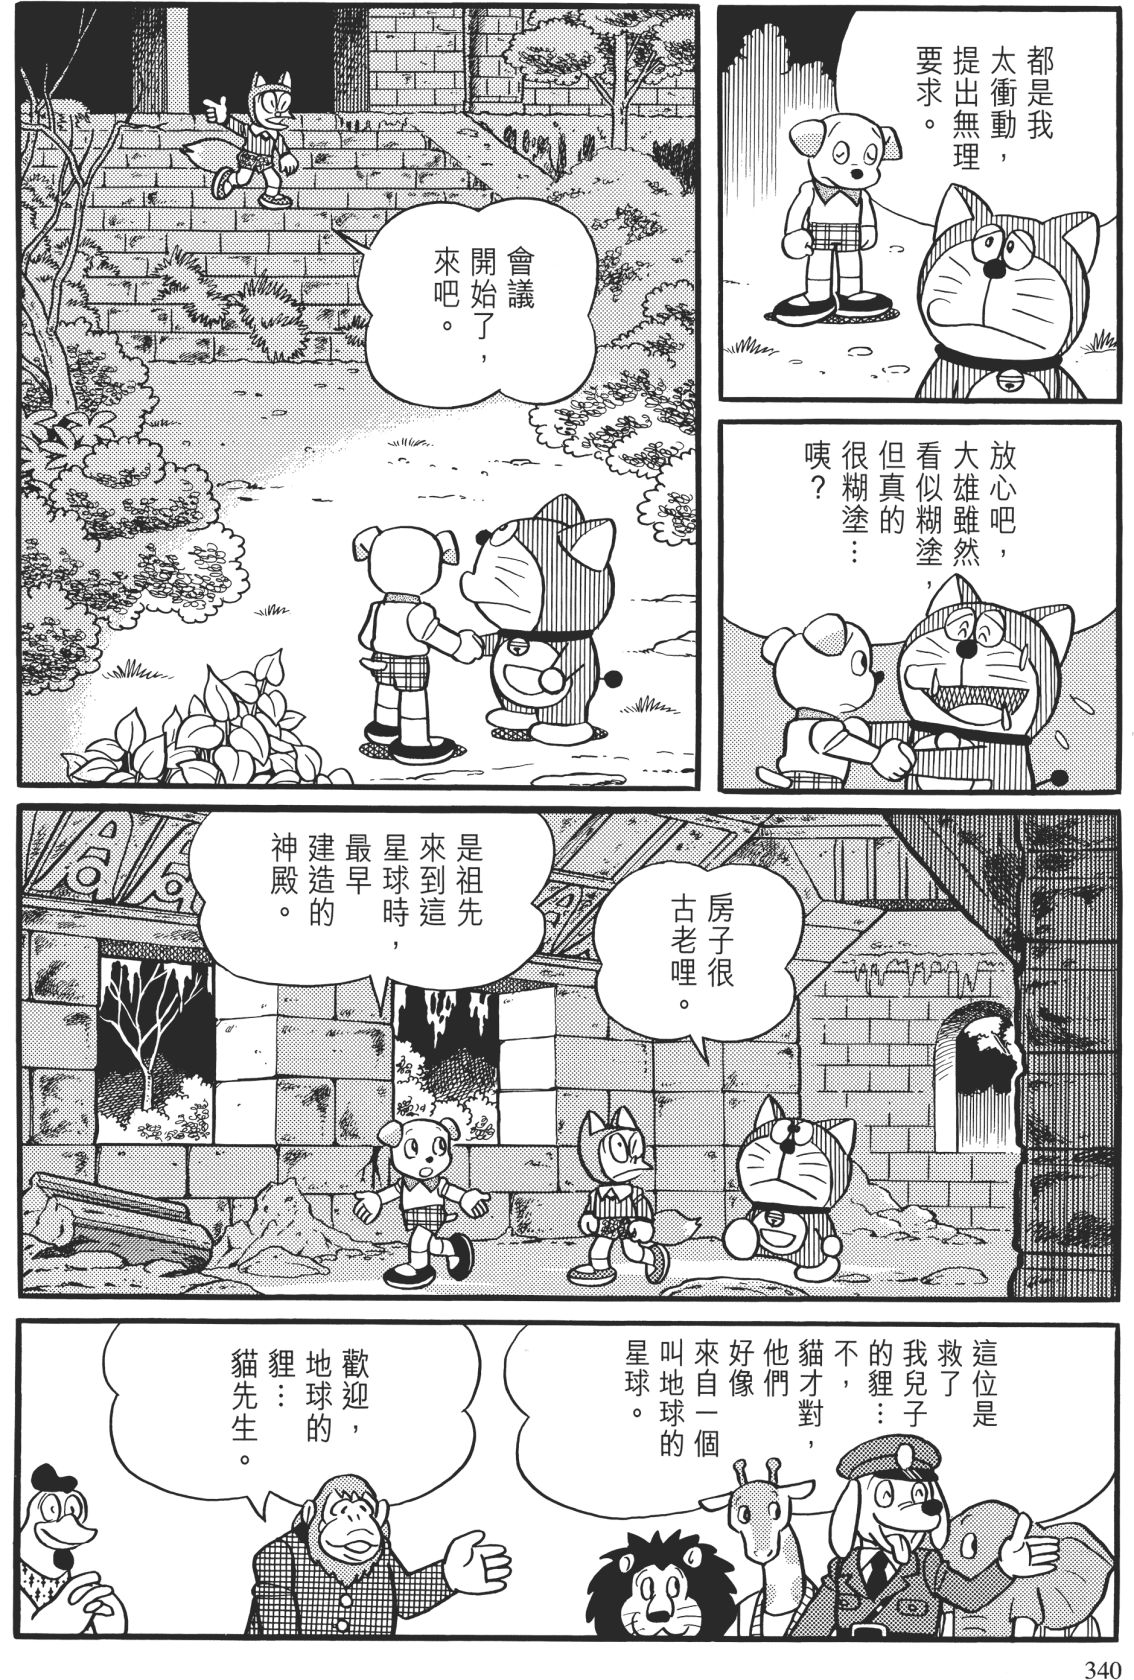 都是我
太衝動，
提出無理
要求。
放心吧，
大雄雖然
看似糊塗，
但真的
很糊塗…
咦？
會議
開始了，
來吧。
房子很
古老哩。
是祖先
來到這
星球時，
最早
建造的
神殿。
這位是
救了
我兒子
的貍…
不，
貓才對，
他們
好像
來自一個
叫地球的
星球。
歡迎，
地球的
貍…
貓先生。
340